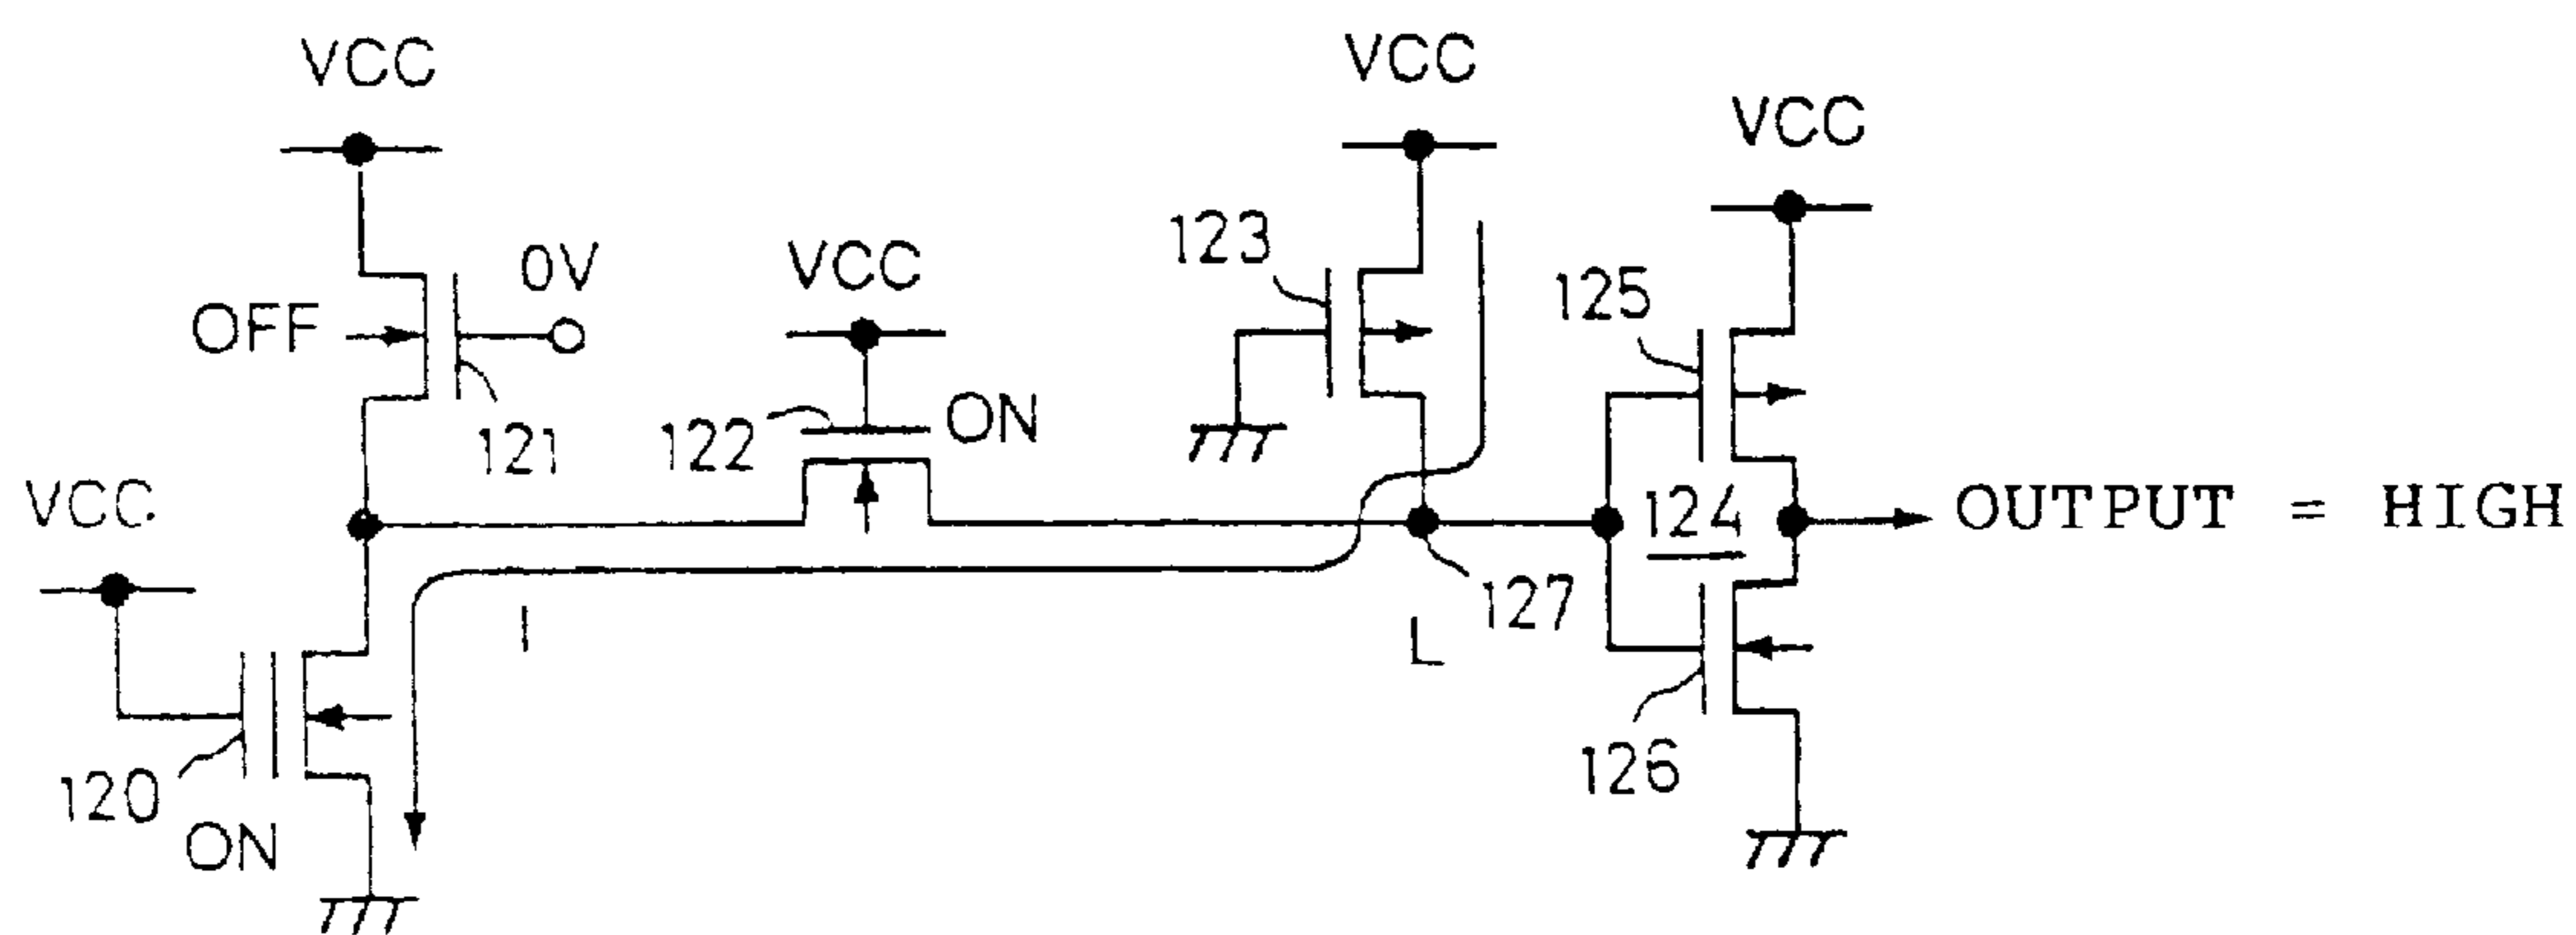 VCC
VCC
VCC
123
0V
VCC
125
OFF
122
ON
121
VCC
124
OUTPUT = HIGH
127
I
L
120
126
ON